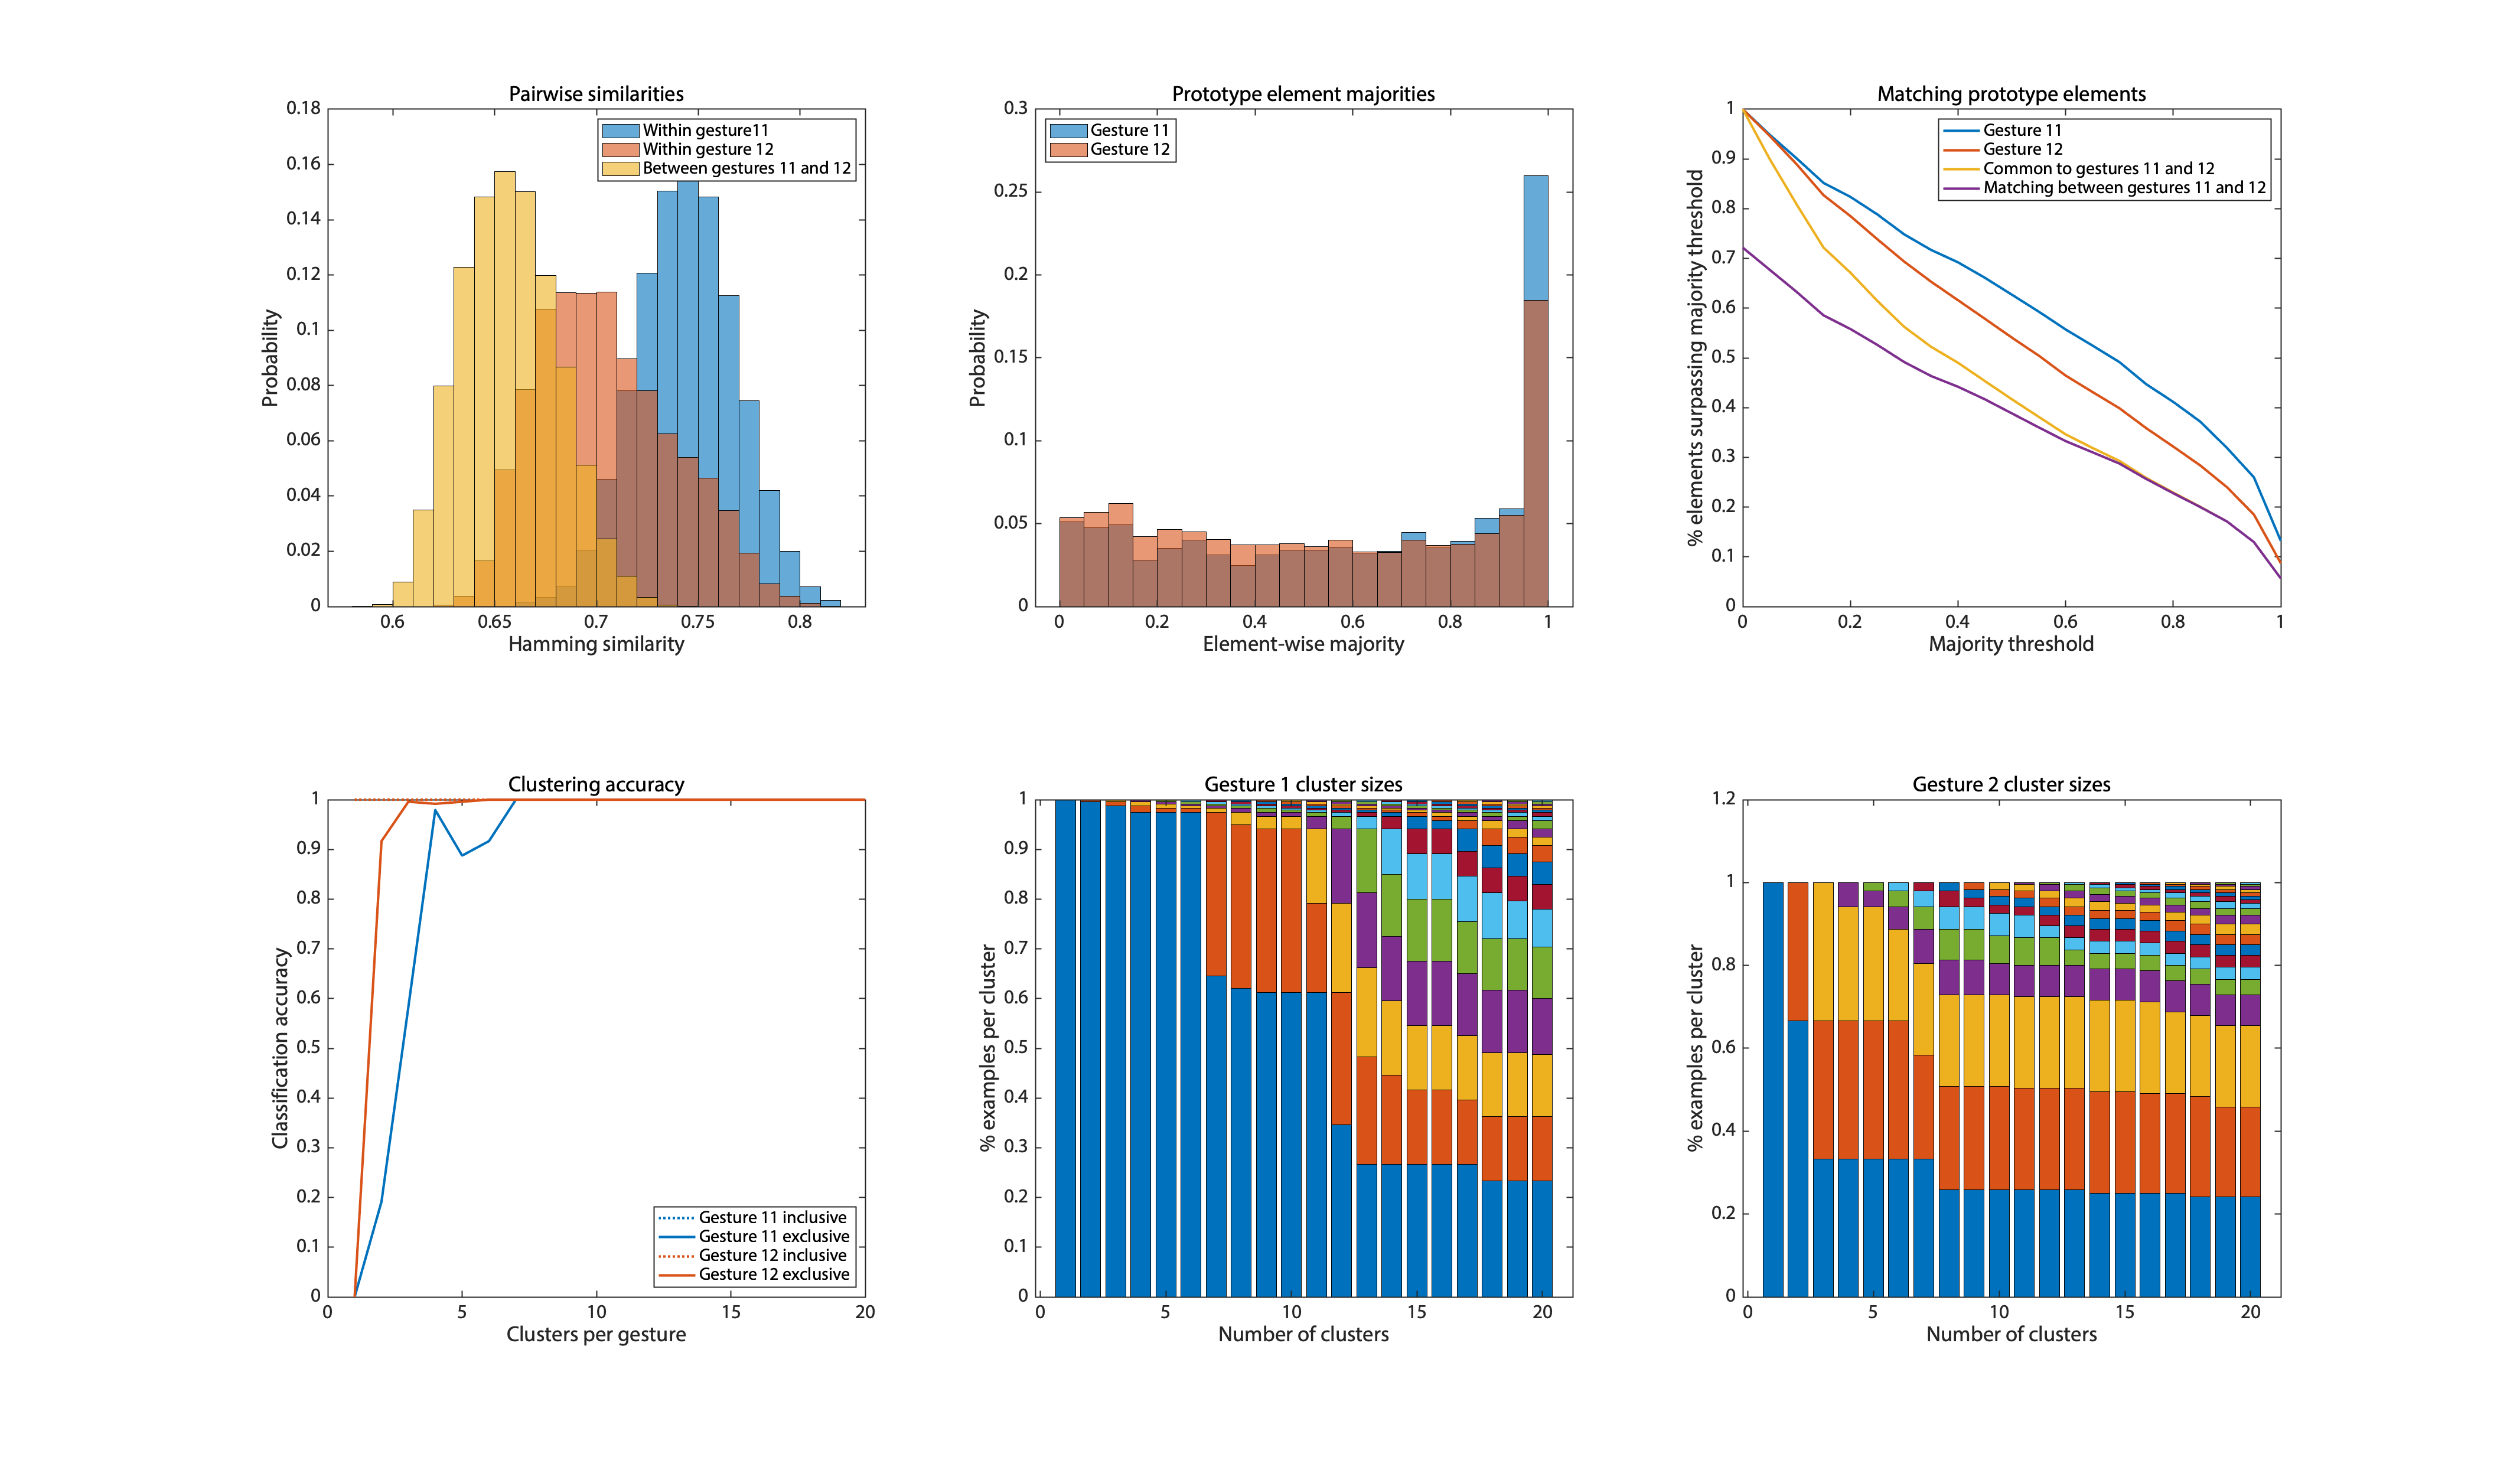 Pairwise similarities
0.18
0.16
0.14
0.12
0.1
0.08
0.06
0.04
0.02
0
Probability
Within gesture11
Within gesture 12
Between gestures 11 and 12
0.6 0.65 0.7 0.75 0.8
Hamming similarity
Prototype element majorities
0.3
0.25
0.2
0.15
0.1
0.05
0
Probability
Gesture 11
Gesture 12
0 0.2 0.4 0.6 0.8 1
Element-wise majority
Matching prototype elements
1
0.9
0.8
0.7
0.6
0.5
0.4
0.3
0.2
0.1
0
% elements surpassing majority threshold
Gesture 11
Gesture 12
Common to gestures 11 and 12
Matching between gestures 11 and 12
0 0.2 0.4 0.6 0.8 1
Majority threshold
Clustering accuracy
1
0.9
0.8
0.7
0.6
0.5
0.4
0.3
0.2
0.1
0
Classification accuracy
Gesture 11 inclusive
Gesture 11 exclusive
Gesture 12 inclusive
Gesture 12 exclusive
0 5 10 15 20
Clusters per gesture
Gesture 1 cluster sizes
1
0.9
0.8
0.7
0.6
0.5
0.4
0.3
0.2
0.1
0
% examples per cluster
0 5 10 15 20
Number of clusters
Gesture 2 cluster sizes
1.2
1
0.8
0.6
0.4
0.2
0
% examples per cluster
0 5 10 15 20
Number of clusters